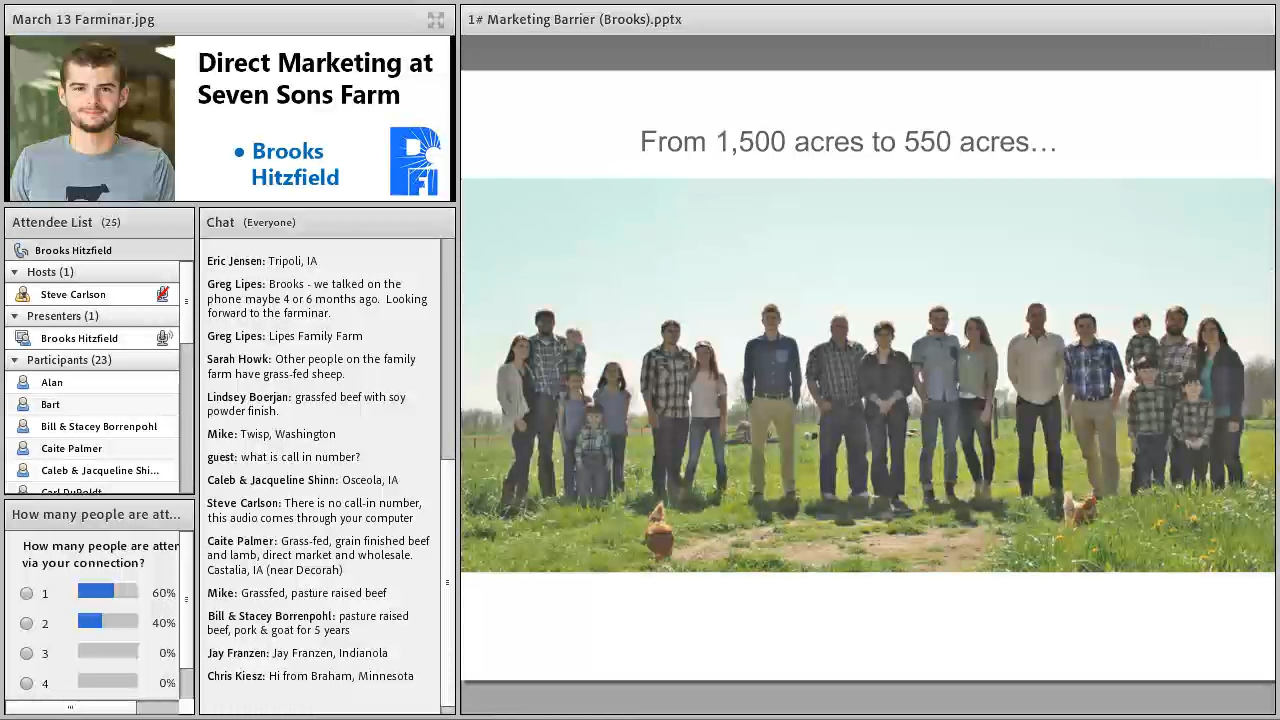 March 13 Farminar.jpg
Direct Marketing at
Seven Sons Farm
• Brooks
Hitzfield
PFi
Attendee List (25)
Brooks Hitzfield
Hosts (1)
Steve Carlson
Presenters (1)
Brooks Hitzfield
Participants (23)
Alan
Bart
Bill & Stacey Borrenpohl
Caite Palmer
Caleb & Jacqueline Shi...
How many people are att...
How many people are atter
via your connection?
1 60%
2 40%
3 0%
4 0%
Chat (Everyone)
Eric Jensen: Tripoli, IA
Greg Lipes: Brooks - we talked on the
phone maybe 4 or 6 months ago. Looking
forward to the farminar.
Greg Lipes: Lipes Family Farm
Sarah Howk: Other people on the family
farm have grass-fed sheep.
Lindsey Boerjan: grassfed beef with soy
powder finish.
Mike: Twisp, Washington
guest: what is call in number?
Caleb & Jacqueline Shinn: Osceola, IA
Steve Carlson: There is no call-in number,
this audio comes through your computer
Caite Palmer: Grass-fed, grain finished beef
and lamb, direct market and wholesale.
Castalia, IA (near Decorah)
Mike: Grassfed, pasture raised beef
Bill & Stacey Borrenpohl: pasture raised
beef, pork & goat for 5 years
Jay Franzen: Jay Franzen, Indianola
Chris Kiesz: Hi from Braham, Minnesota
1# Marketing Barrier (Brooks).pptx
From 1,500 acres to 550 acres…